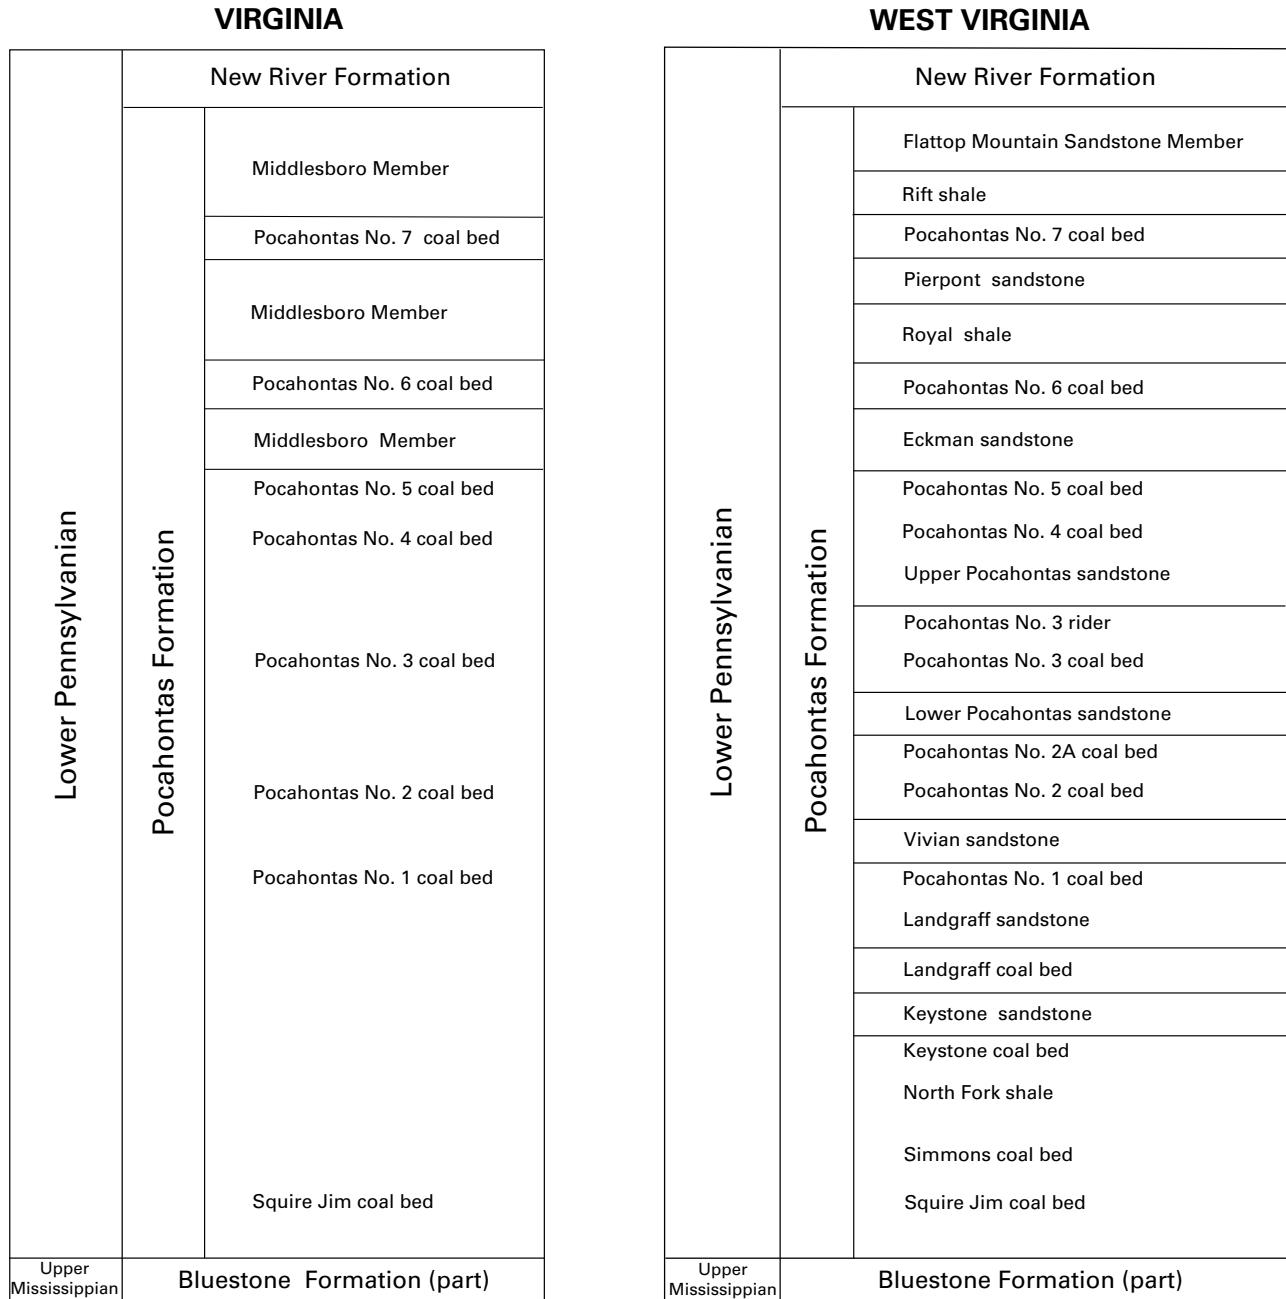 VIRGINIA
New River Formation
Lower Pennsylvanian
Pocahontas Formation
Middlesboro Member
Pocahontas No. 7 coal bed
Middlesboro Member
Pocahontas No. 6 coal bed
Middlesboro Member
Pocahontas No. 5 coal bed
Pocahontas No. 4 coal bed
Pocahontas No. 3 coal bed
Pocahontas No. 2 coal bed
Pocahontas No. 1 coal bed
Squire Jim coal bed
Upper
Mississippian
Bluestone Formation (part)
WEST VIRGINIA
New River Formation
Lower Pennsylvanian
Pocahontas Formation
Flattop Mountain Sandstone Member
Rift shale
Pocahontas No. 7 coal bed
Pierpont sandstone
Royal shale
Pocahontas No. 6 coal bed
Eckman sandstone
Pocahontas No. 5 coal bed
Pocahontas No. 4 coal bed
Upper Pocahontas sandstone
Pocahontas No. 3 rider
Pocahontas No. 3 coal bed
Lower Pocahontas sandstone
Pocahontas No. 2A coal bed
Pocahontas No. 2 coal bed
Vivian sandstone
Pocahontas No. 1 coal bed
Landgraff sandstone
Landgraff coal bed
Keystone sandstone
Keystone coal bed
North Fork shale
Simmons coal bed
Squire Jim coal bed
Upper
Mississippian
Bluestone Formation (part)